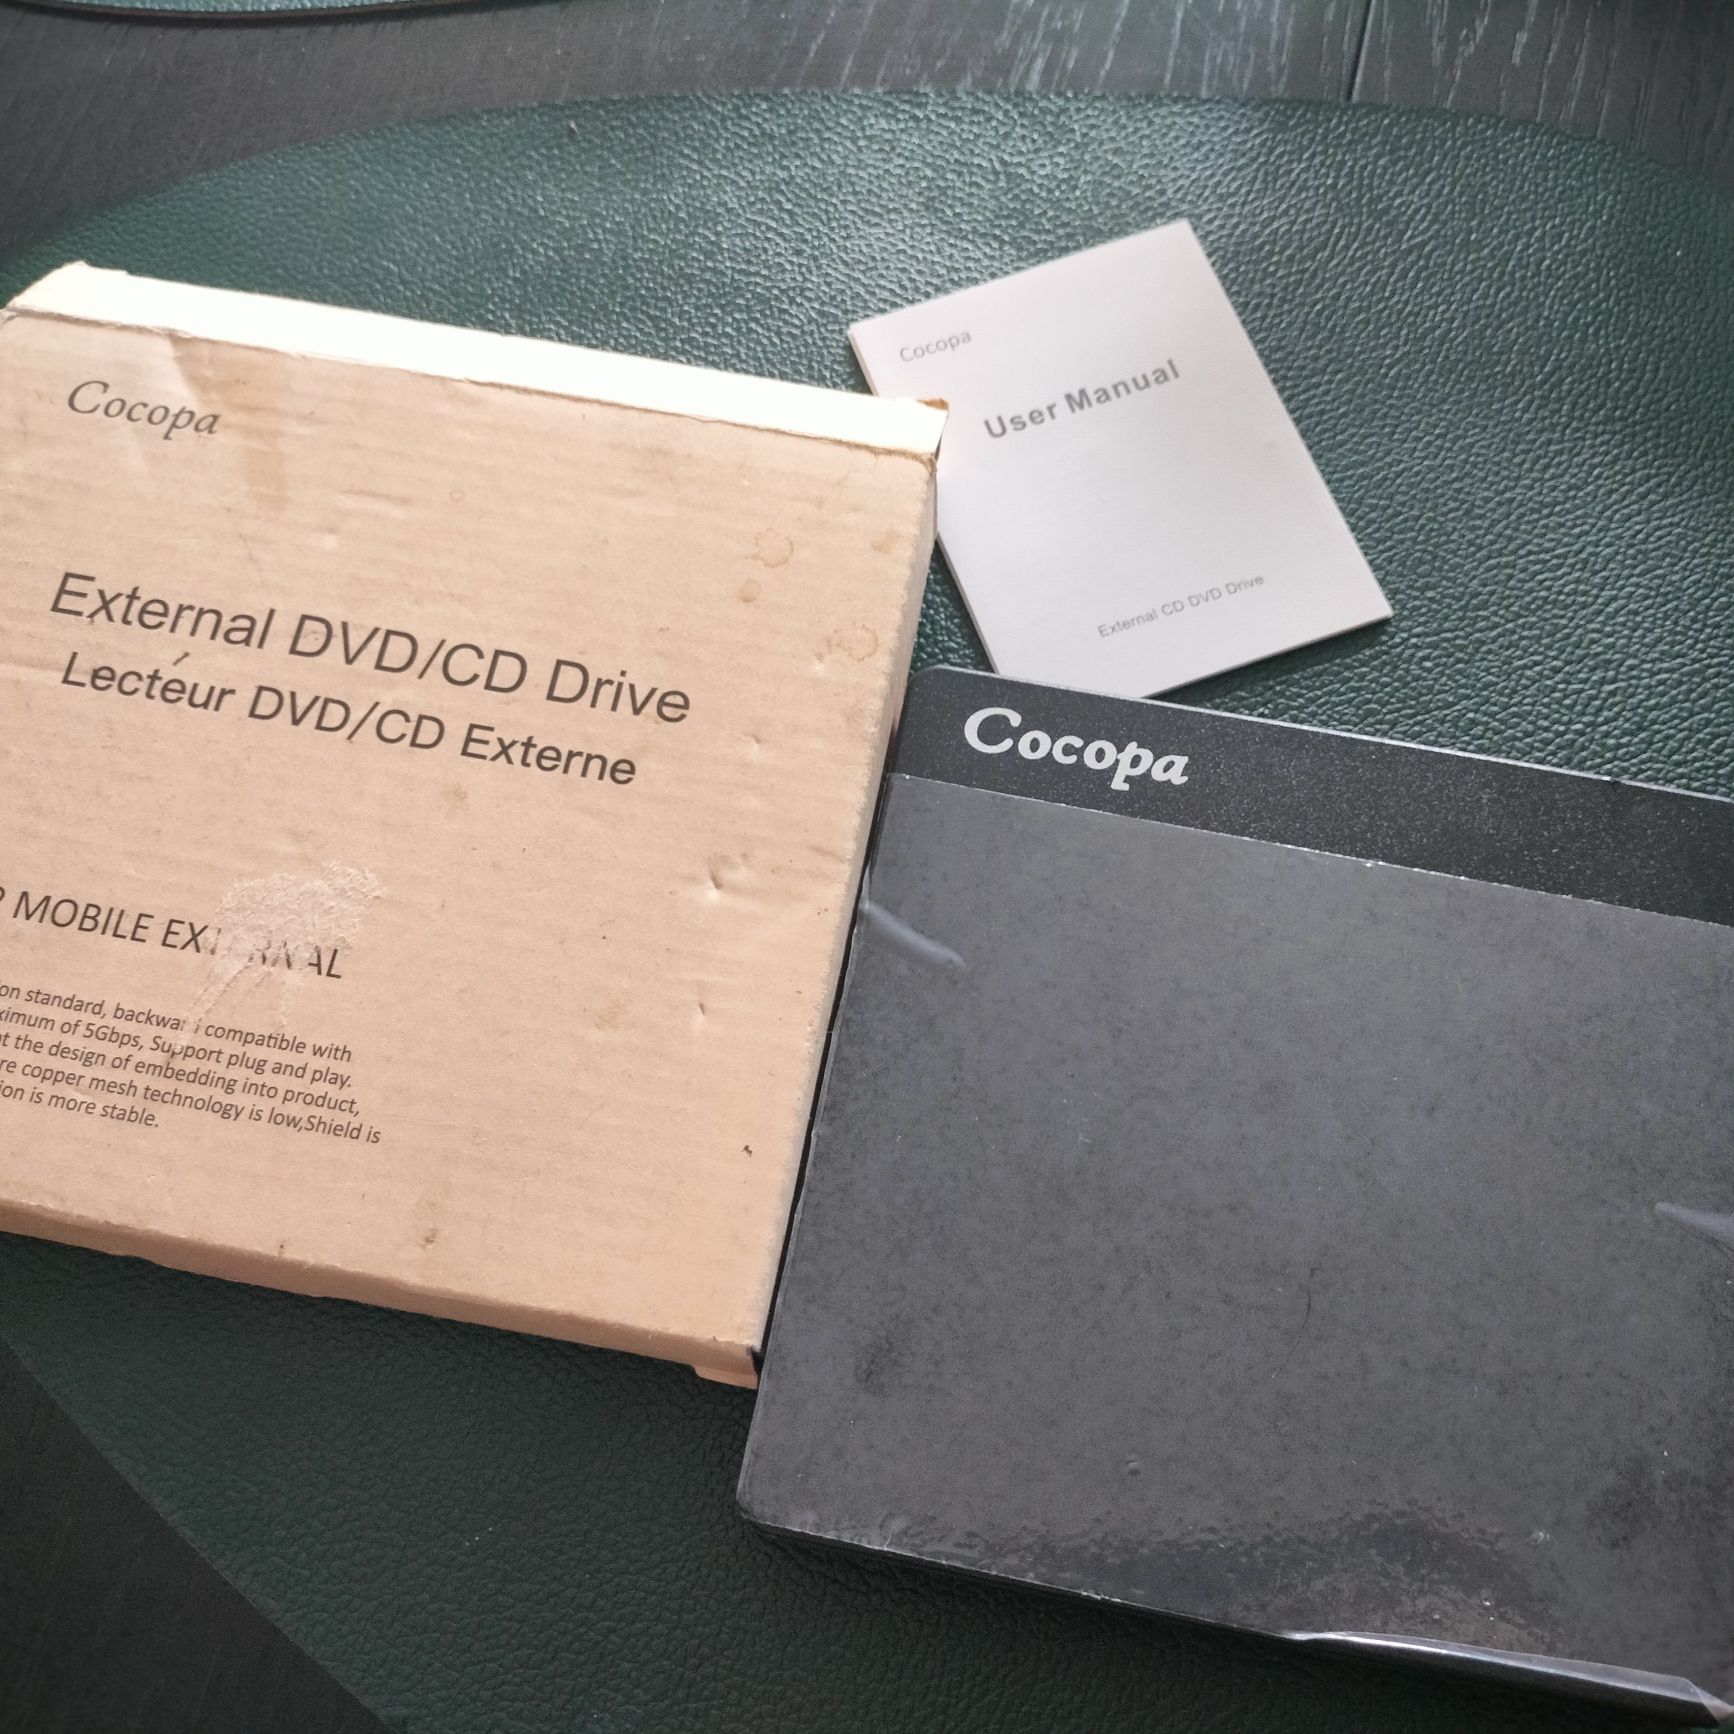 Cocopa
External DVD/CD Drive
Lectéur DVD/CD Externe
MOBILE EXTERNAL
on standard, backward compatible with
ximum of 5Gbps, Support plug and play.
t the design of embedding into product,
re copper mesh technology is low,Shield is
ion is more stable.
Cocopa
User Manual
External CD DVD Drive
Cocopa